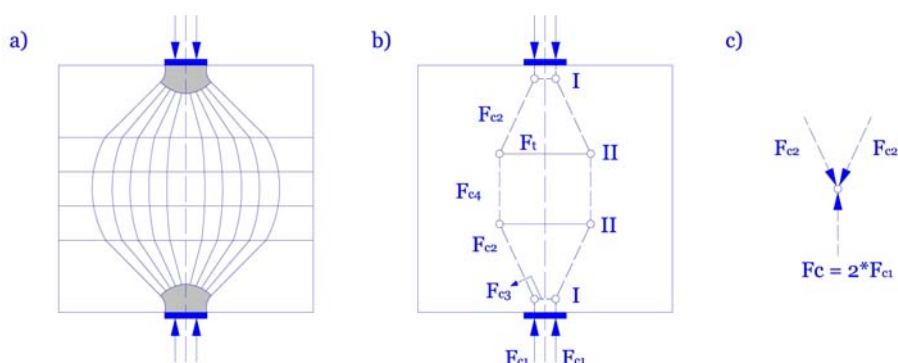 a)
b)
c)
I
Fc2
Ft
II
Fc4
II
Fc2
Fc3
I
Fc1
Fc1
Fc2
Fc2
Fc = 2*Fc1